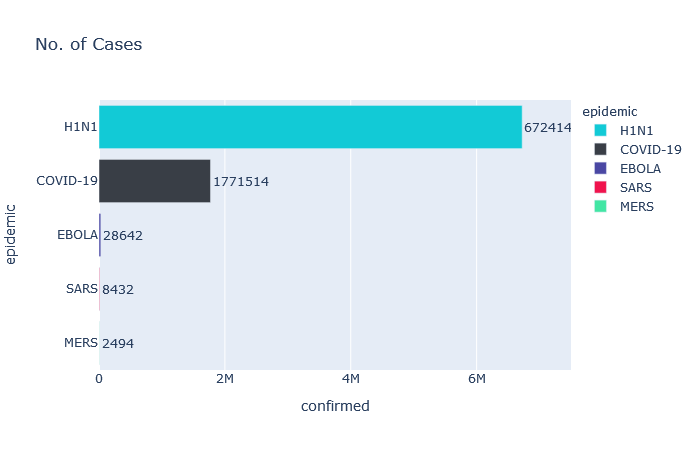 No. of Cases
epidemic
H1N1
COVID-19
EBOLA
SARS
MERS
672414
1771514
28642
8432
2494
0
2M
4M
6M
confirmed
epidemic
H1N1
COVID-19
EBOLA
SARS
MERS